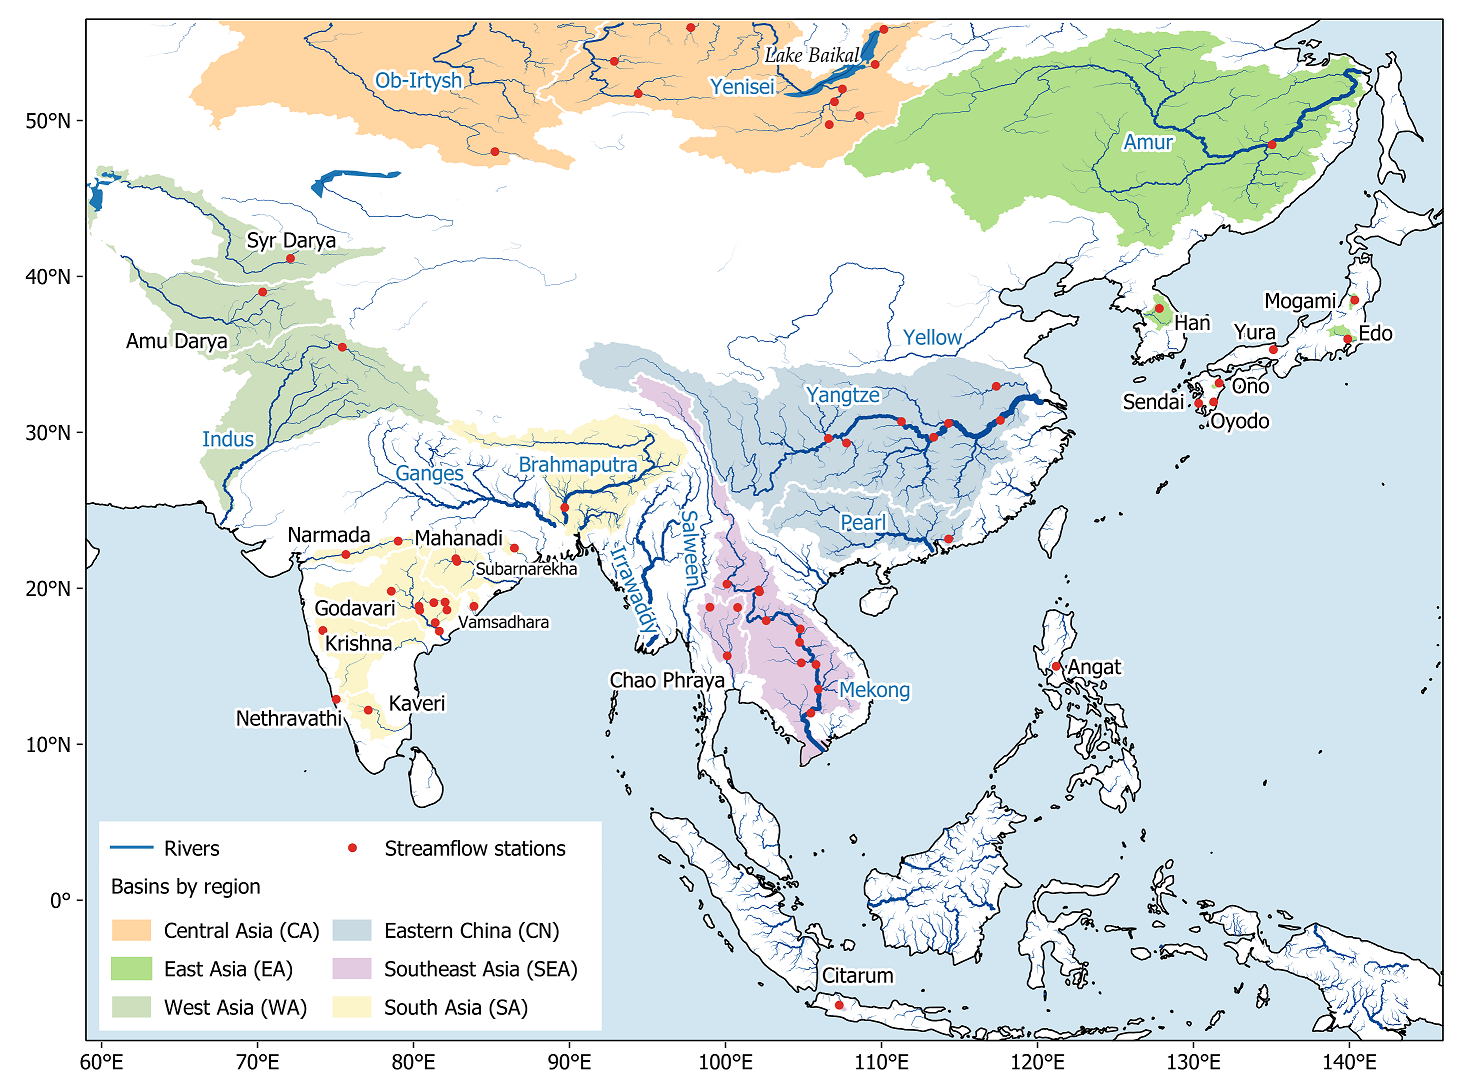 Lake Baikal
Ob-Irtysh
Yenisei
50°N
Amur
Syr Darya
40°N
Mogami
Han
Amu Darya
Yellow
Yura
Edo
Ono
Yangtze
Sendai
Oyodo
30°N
Indus
Ganges
Brahmaputra
Pearl
Narmada
Mahanadi
Salween
Subarnarekha
Irrawaddy
20°N
Godavari
Vamsadhara
Krishna
Angat
Chao Phraya
Mekong
Kaveri
Nethravathi
10°N
Rivers
Streamflow stations
Basins by region
0°
Central Asia (CA)
Eastern China (CN)
East Asia (EA)
Southeast Asia (SEA)
West Asia (WA)
South Asia (SA)
Citarum
60°E
70°E
80°E
90°E
100°E
110°E
120°E
130°E
140°E